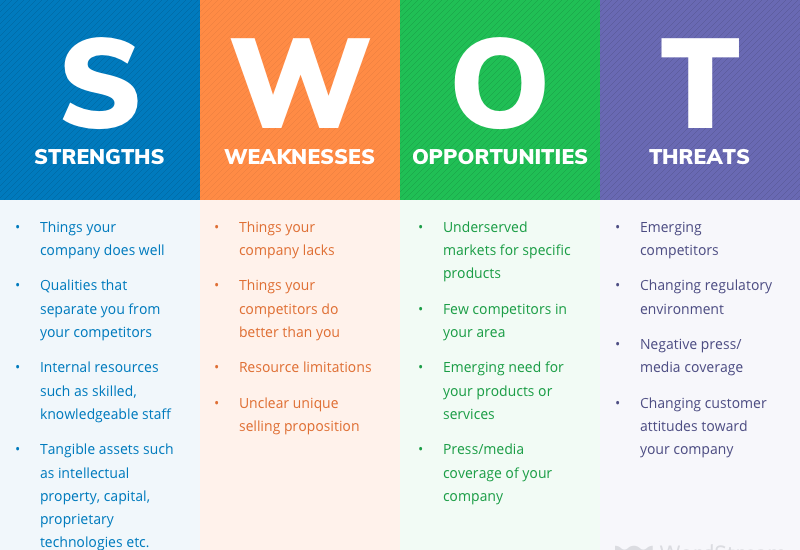 S
STRENGTHS
• Things your
company does well
• Qualities that
separate you from
your competitors
• Internal resources
such as skilled,
knowledgeable staff
• Tangible assets such
as intellectual
property, capital,
proprietary
technologies etc.
W
WEAKNESSES
• Things your
company lacks
• Things your
competitors do
better than you
• Resource limitations
• Unclear unique
selling proposition
O
OPPORTUNITIES
• Underserved
markets for specific
products
• Few competitors in
your area
• Emerging need for
your products or
services
• Press/media
coverage of your
company
T
THREATS
• Emerging
competitors
• Changing regulatory
environment
• Negative press/
media coverage
• Changing customer
attitudes toward
your company